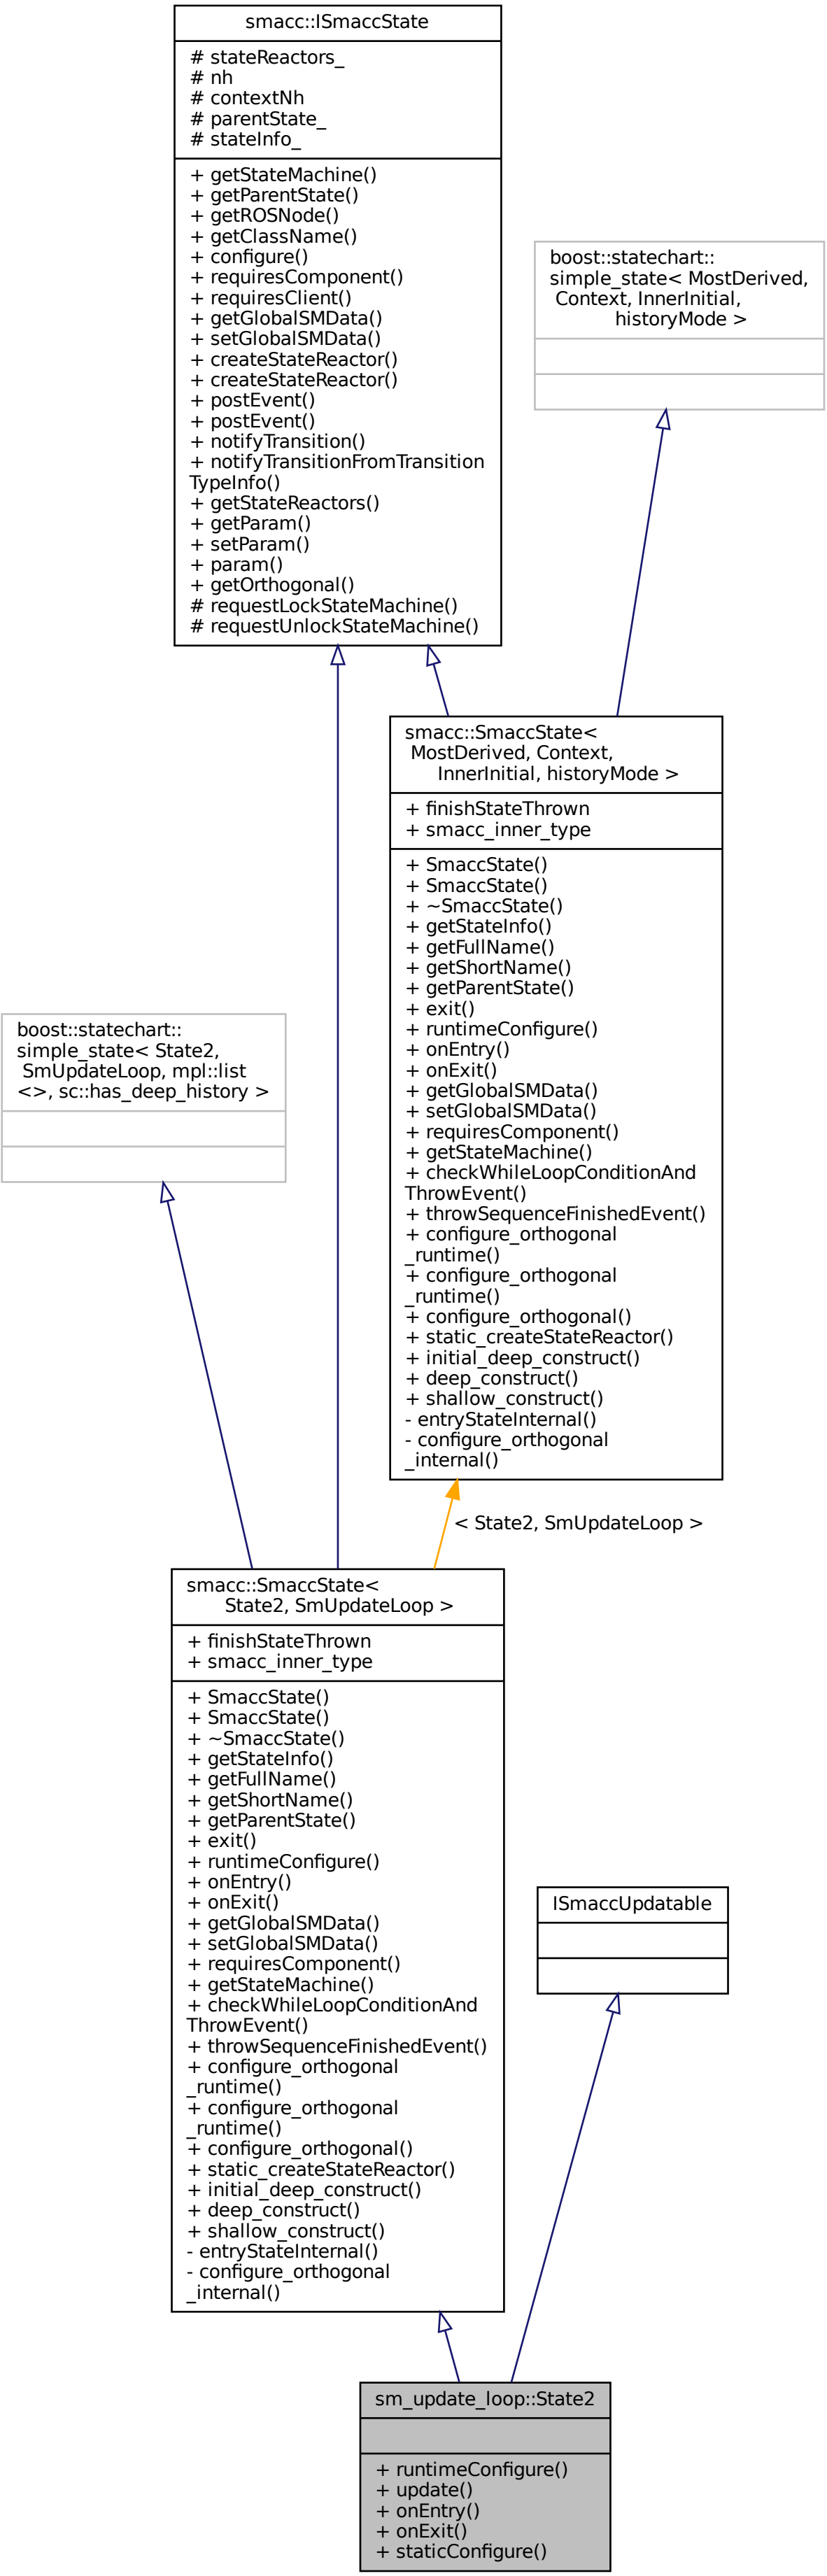 smacc::ISmaccState
# stateReactors_
# nh
# contextNh
# parentState_
# stateInfo_
+ getStateMachine()
+ getParentState()
+ getROSNode()
+ getClassName()
+ configure()
+ requiresComponent()
+ requiresClient()
+ getGlobalSMData()
+ setGlobalSMData()
+ createStateReactor()
+ createStateReactor()
+ postEvent()
+ postEvent()
+ notifyTransition()
+ notifyTransitionFromTransition
TypeInfo()
+ getStateReactors()
+ getParam()
+ setParam()
+ param()
+ getOrthogonal()
# requestLockStateMachine()
# requestUnlockStateMachine()
boost::statechart::
simple_state< MostDerived,
Context, InnerInitial,
historyMode >
smacc::SmaccState<
MostDerived, Context,
InnerInitial, historyMode >
+ finishStateThrown
+ smacc_inner_type
+ SmaccState()
+ SmaccState()
+ ~SmaccState()
+ getStateInfo()
+ getFullName()
+ getShortName()
+ getParentState()
+ exit()
+ runtimeConfigure()
+ onEntry()
+ onExit()
+ getGlobalSMData()
+ setGlobalSMData()
+ requiresComponent()
+ getStateMachine()
+ checkWhileLoopConditionAnd
ThrowEvent()
+ throwSequenceFinishedEvent()
+ configure_orthogonal
_runtime()
+ configure_orthogonal
_runtime()
+ configure_orthogonal()
+ static_createStateReactor()
+ initial_deep_construct()
+ deep_construct()
+ shallow_construct()
- entryStateInternal()
- configure_orthogonal
_internal()
boost::statechart::
simple_state< State2,
SmUpdateLoop, mpl::list
<>, sc::has_deep_history >
< State2, SmUpdateLoop >
smacc::SmaccState<
State2, SmUpdateLoop >
+ finishStateThrown
+ smacc_inner_type
+ SmaccState()
+ SmaccState()
+ ~SmaccState()
+ getStateInfo()
+ getFullName()
+ getShortName()
+ getParentState()
+ exit()
+ runtimeConfigure()
+ onEntry()
+ onExit()
+ getGlobalSMData()
+ setGlobalSMData()
+ requiresComponent()
+ getStateMachine()
+ checkWhileLoopConditionAnd
ThrowEvent()
+ throwSequenceFinishedEvent()
+ configure_orthogonal
_runtime()
+ configure_orthogonal
_runtime()
+ configure_orthogonal()
+ static_createStateReactor()
+ initial_deep_construct()
+ deep_construct()
+ shallow_construct()
- entryStateInternal()
- configure_orthogonal
_internal()
ISmaccUpdatable
sm_update_loop::State2
+ runtimeConfigure()
+ update()
+ onEntry()
+ onExit()
+ staticConfigure()